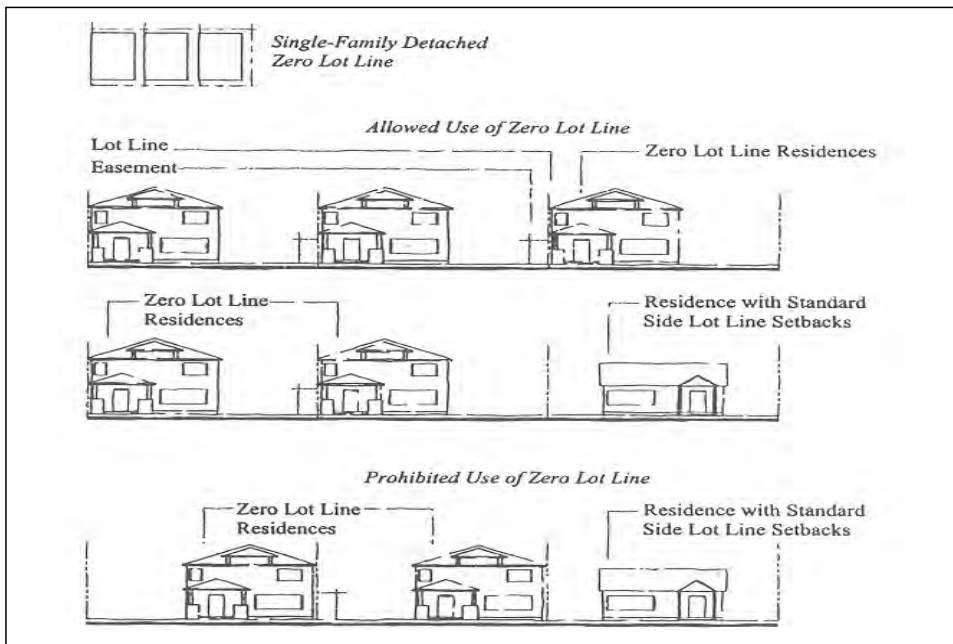 Single-Family Detached
Zero Lot Line
Allowed Use of Zero Lot Line
Lot Line
Zero Lot Line Residences
Easement
Zero Lot Line
Residences
Residence with Standard
Side Lot Line Setbacks
Prohibited Use of Zero Lot Line
Zero Lot Line
Residences
Residence with Standard
Side Lot Line Setbacks